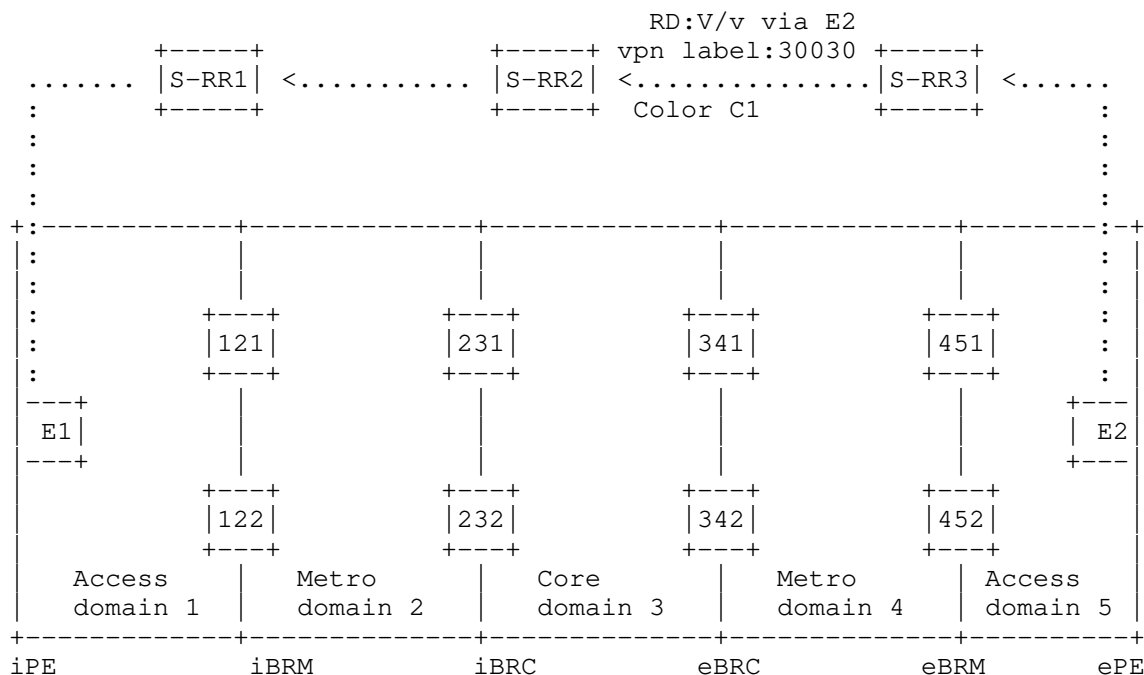 RD:V/v via E2
vpn label:30030
S-RR1 S-RR2 S-RR3
Color C1
121 231 341 451
E1 E2
122 232 342 452
Access Metro Core Metro Access
domain 1 domain 2 domain 3 domain 4 domain 5
iPE iBRM iBRC eBRC eBRM ePE